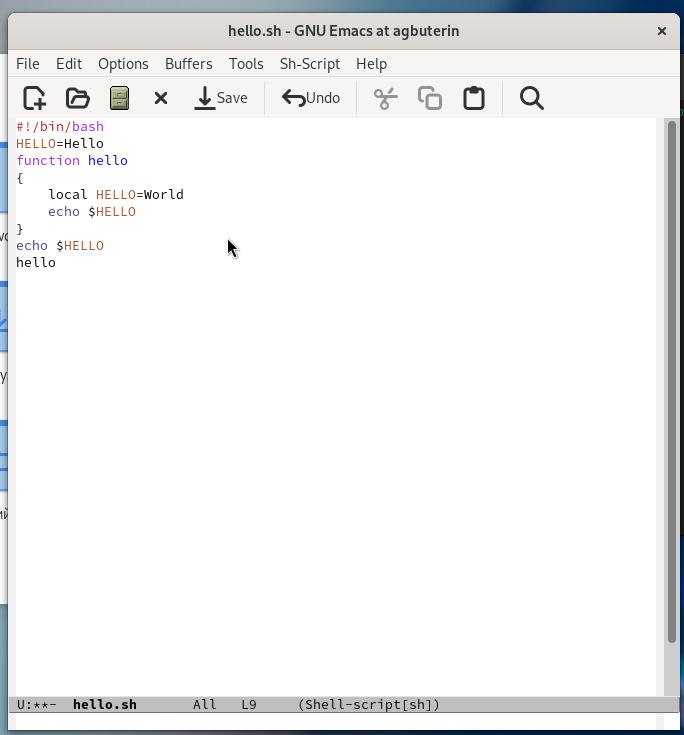 hello.sh - GNU Emacs at agbuterin
File Edit Options Buffers Tools Sh-Script Help
Save Undo
#!/bin/bash
HELLO=Hello
function hello
{
    local HELLO=World
    echo $HELLO
}
echo $HELLO
hello
U:**-  hello.sh       All   L9     (Shell-script[sh])